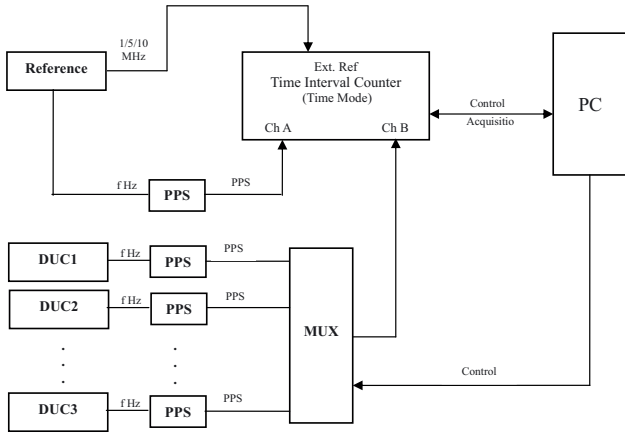 1/5/10
MHz
Reference
Ext. Ref
Time Interval Counter
(Time Mode)
Ch A
Ch B
Control
Acquisitio
PC
f Hz
PPS
PPS
DUC1
f Hz
PPS
PPS
DUC2
f Hz
PPS
PPS
MUX
.
.
.
.
.
.
Control
DUC3
f Hz
PPS
PPS